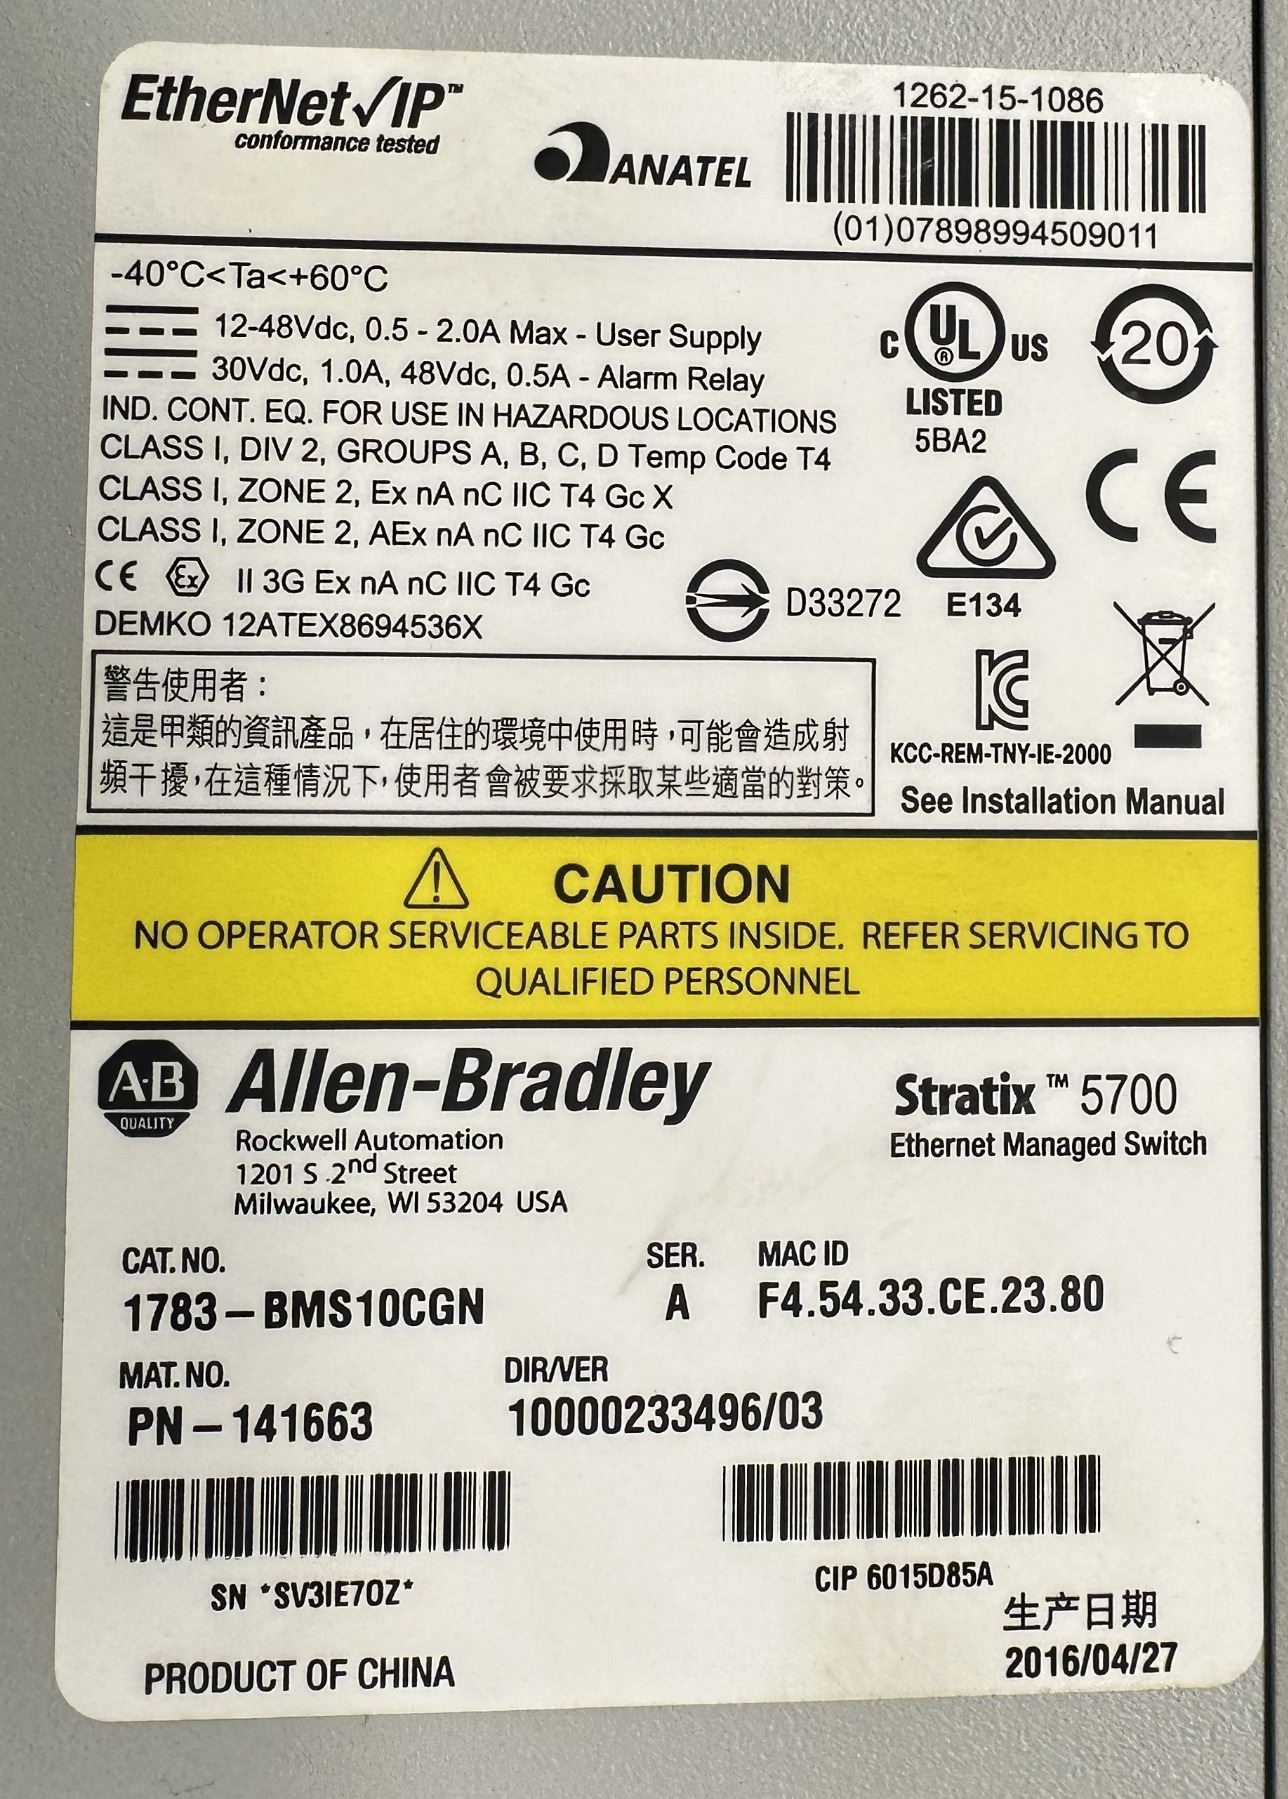 EtherNet/IP™
conformance tested
ANATEL
1262-15-1086
(01)07898994509011
-40°C<Ta<+60°C
12-48Vdc, 0.5 - 2.0A Max - User Supply
30Vdc, 1.0A, 48Vdc, 0.5A - Alarm Relay
IND. CONT. EQ. FOR USE IN HAZARDOUS LOCATIONS
CLASS I, DIV 2, GROUPS A, B, C, D Temp Code T4
CLASS I, ZONE 2, Ex nA nC IIC T4 Gc X
CLASS I, ZONE 2, AEx nA nC IIC T4 Gc
CE Ex II 3G Ex nA nC IIC T4 Gc
DEMKO 12ATEX8694536X
C UL ® US
LISTED
5BA2
20
CE
D33272
E134
KCC-REM-TNY-IE-2000
See Installation Manual
警告使用者：
這是甲類的資訊產品，在居住的環境中使用時，可能會造成射
頻干擾，在這種情況下，使用者會被要求採取某些適當的對策。
CAUTION
NO OPERATOR SERVICEABLE PARTS INSIDE. REFER SERVICING TO
QUALIFIED PERSONNEL
A·B
QUALITY
Allen-Bradley
Rockwell Automation
1201 S .2nd Street
Milwaukee, WI 53204 USA
Stratix™ 5700
Ethernet Managed Switch
CAT. NO.
1783-BMS10CGN
SER.
A
MAC ID
F4.54.33.CE.23.80
MAT. NO.
PN-141663
DIR/VER
10000233496/03
SN *SV3IE7OZ*
CIP 6015D85A
生产日期
2016/04/27
PRODUCT OF CHINA